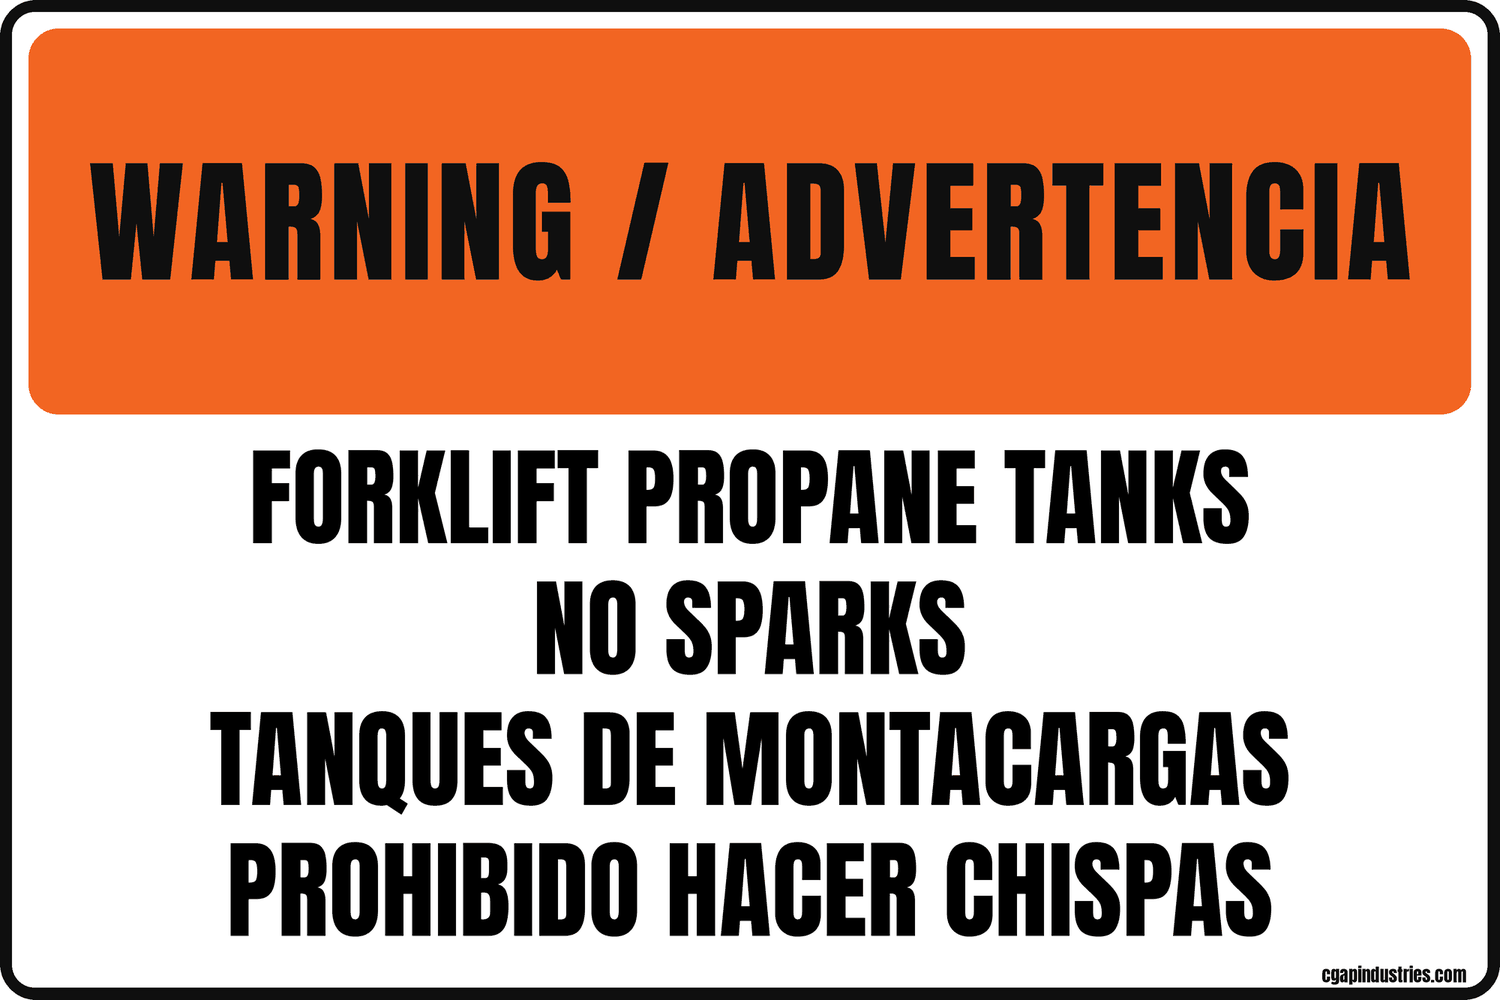 WARNING / ADVERTENCIA
FORKLIFT PROPANE TANKS
NO SPARKS
TANQUES DE MONTACARGAS
PROHIBIDO HACER CHISPAS
cgapindustries.com